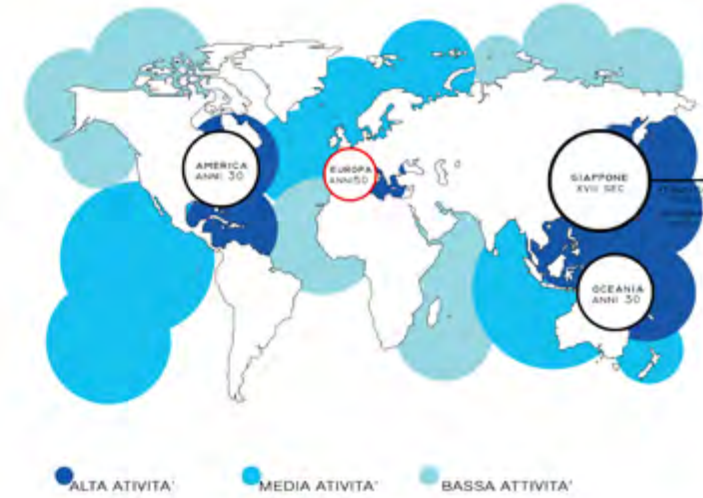 AMERICA
ANNI 30
EUROPA
ANNI50
GIAPPONE
XVII SEC
OCEANIA
ANNI 30
ALTA ATIVITA'
MEDIA ATIVITA'
BASSA ATTIVITA'